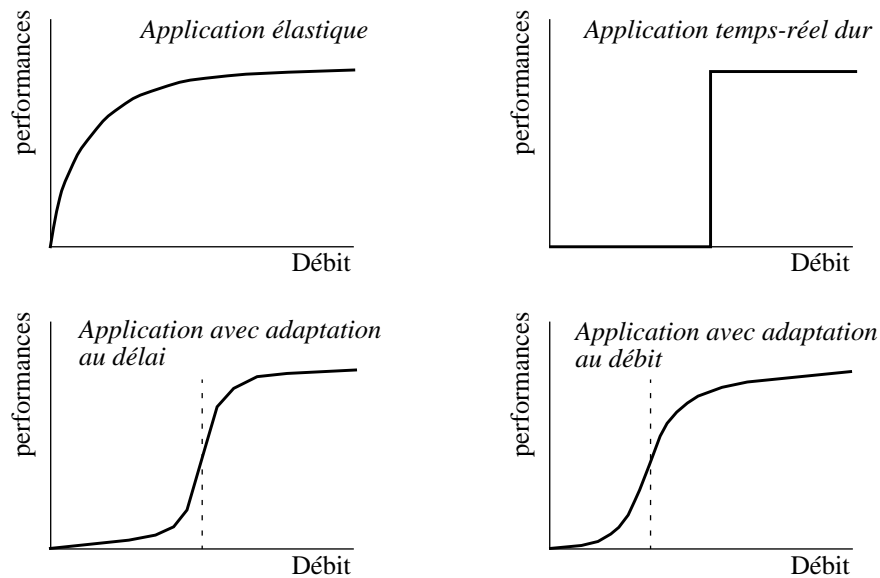 Application élastique
performances
Débit
Application temps-réel dur
performances
Débit
Application avec adaptation
au délai
performances
Débit
Application avec adaptation
au débit
performances
Débit